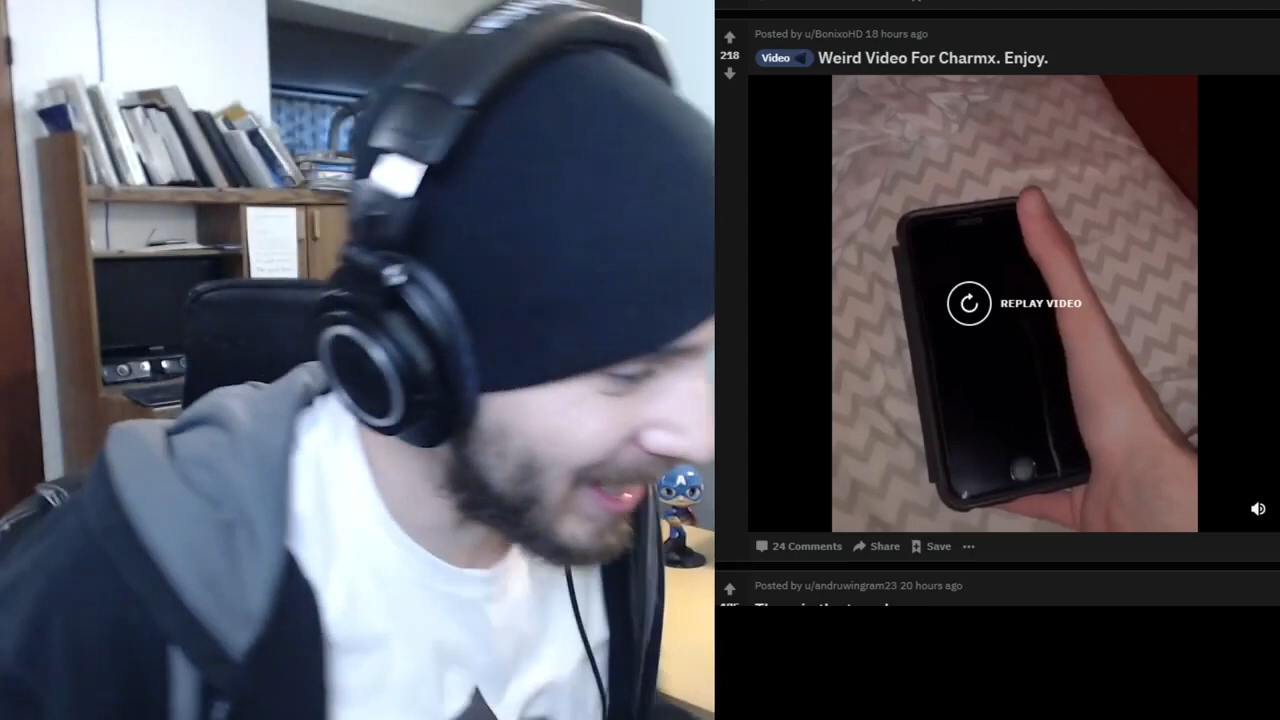 Posted by u/BonixoHD 18 hours ago
218
Video Weird Video For Charmx. Enjoy.
REPLAY VIDEO
A
24 Comments Share Save
Posted by u/andruwingram23 20 hours ago